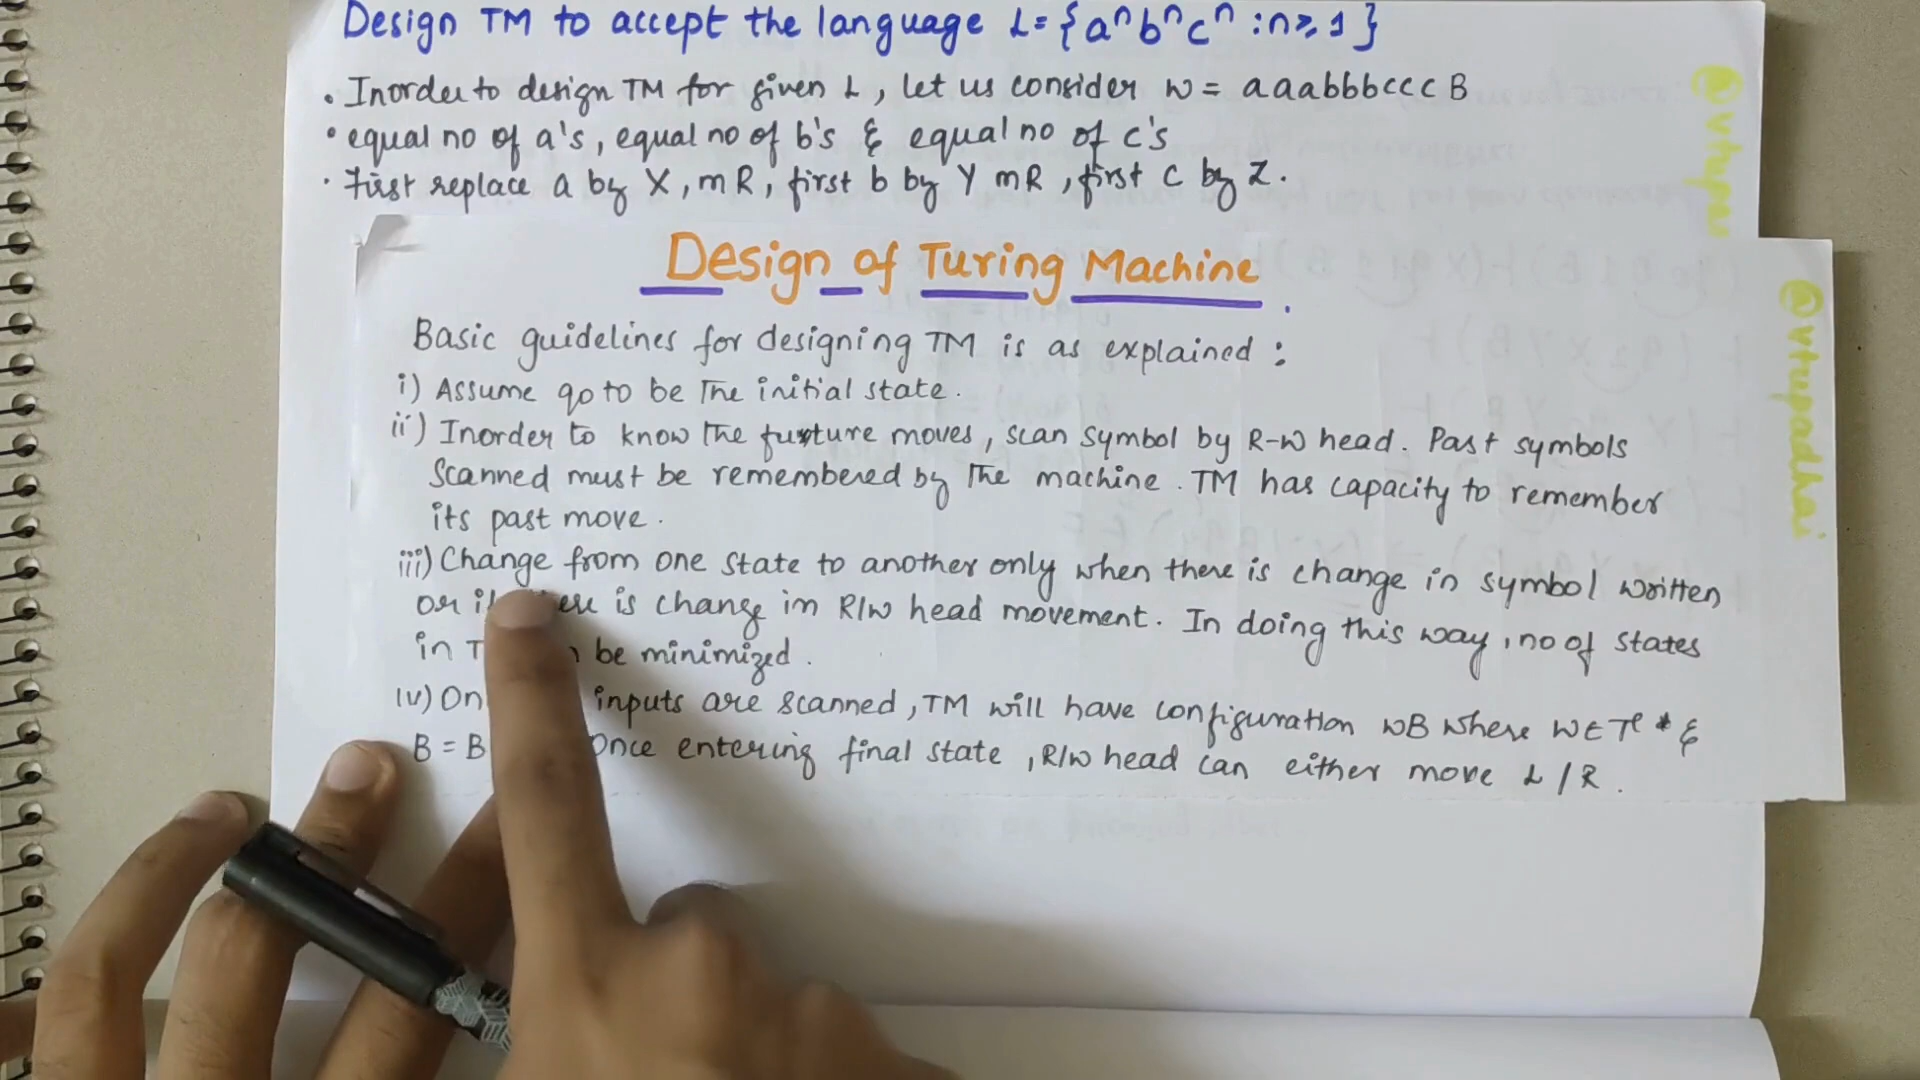 Design TM to accept the language L = { aⁿbⁿcⁿ : n ≥ 1 }
• Inorder to design TM for given L, let us consider w = aaabbbcccB
• equal no of a's, equal no of b's & equal no of c's
• First replace a by X, mR, first b by Y mR, first c by Z.
@vtupa
Design of Turing Machine.
Basic guidelines for designing TM is as explained :
i) Assume q0 to be the initial state.
ii) Inorder to know the future moves, scan symbol by R-W head. Past symbols
Scanned must be remembered by the machine. TM has capacity to remember
its past move.
iii) Change from one state to another only when there is change in symbol written
or is change in R/W head movement. In doing this way, no of states
in be minimized.
iv) inputs are scanned, TM will have configuration wB where w ∈ Γ* &
B = B Once entering final state, R/w head can either move L/R.
@vtupadhai